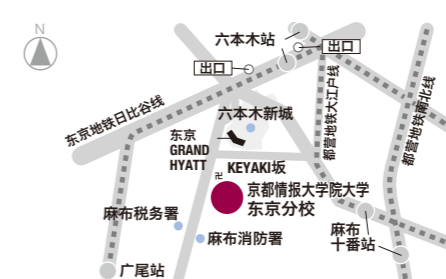 N
六本木站
出口
出口
东京地铁日比谷线
六本木新城
都营地铁大江户线
都营地铁南北线
东京
GRAND
HYATT
KEYAKI坂
卍
京都情报大学院大学
东京分校
麻布税务署
麻布消防署
麻布
十番站
广尾站